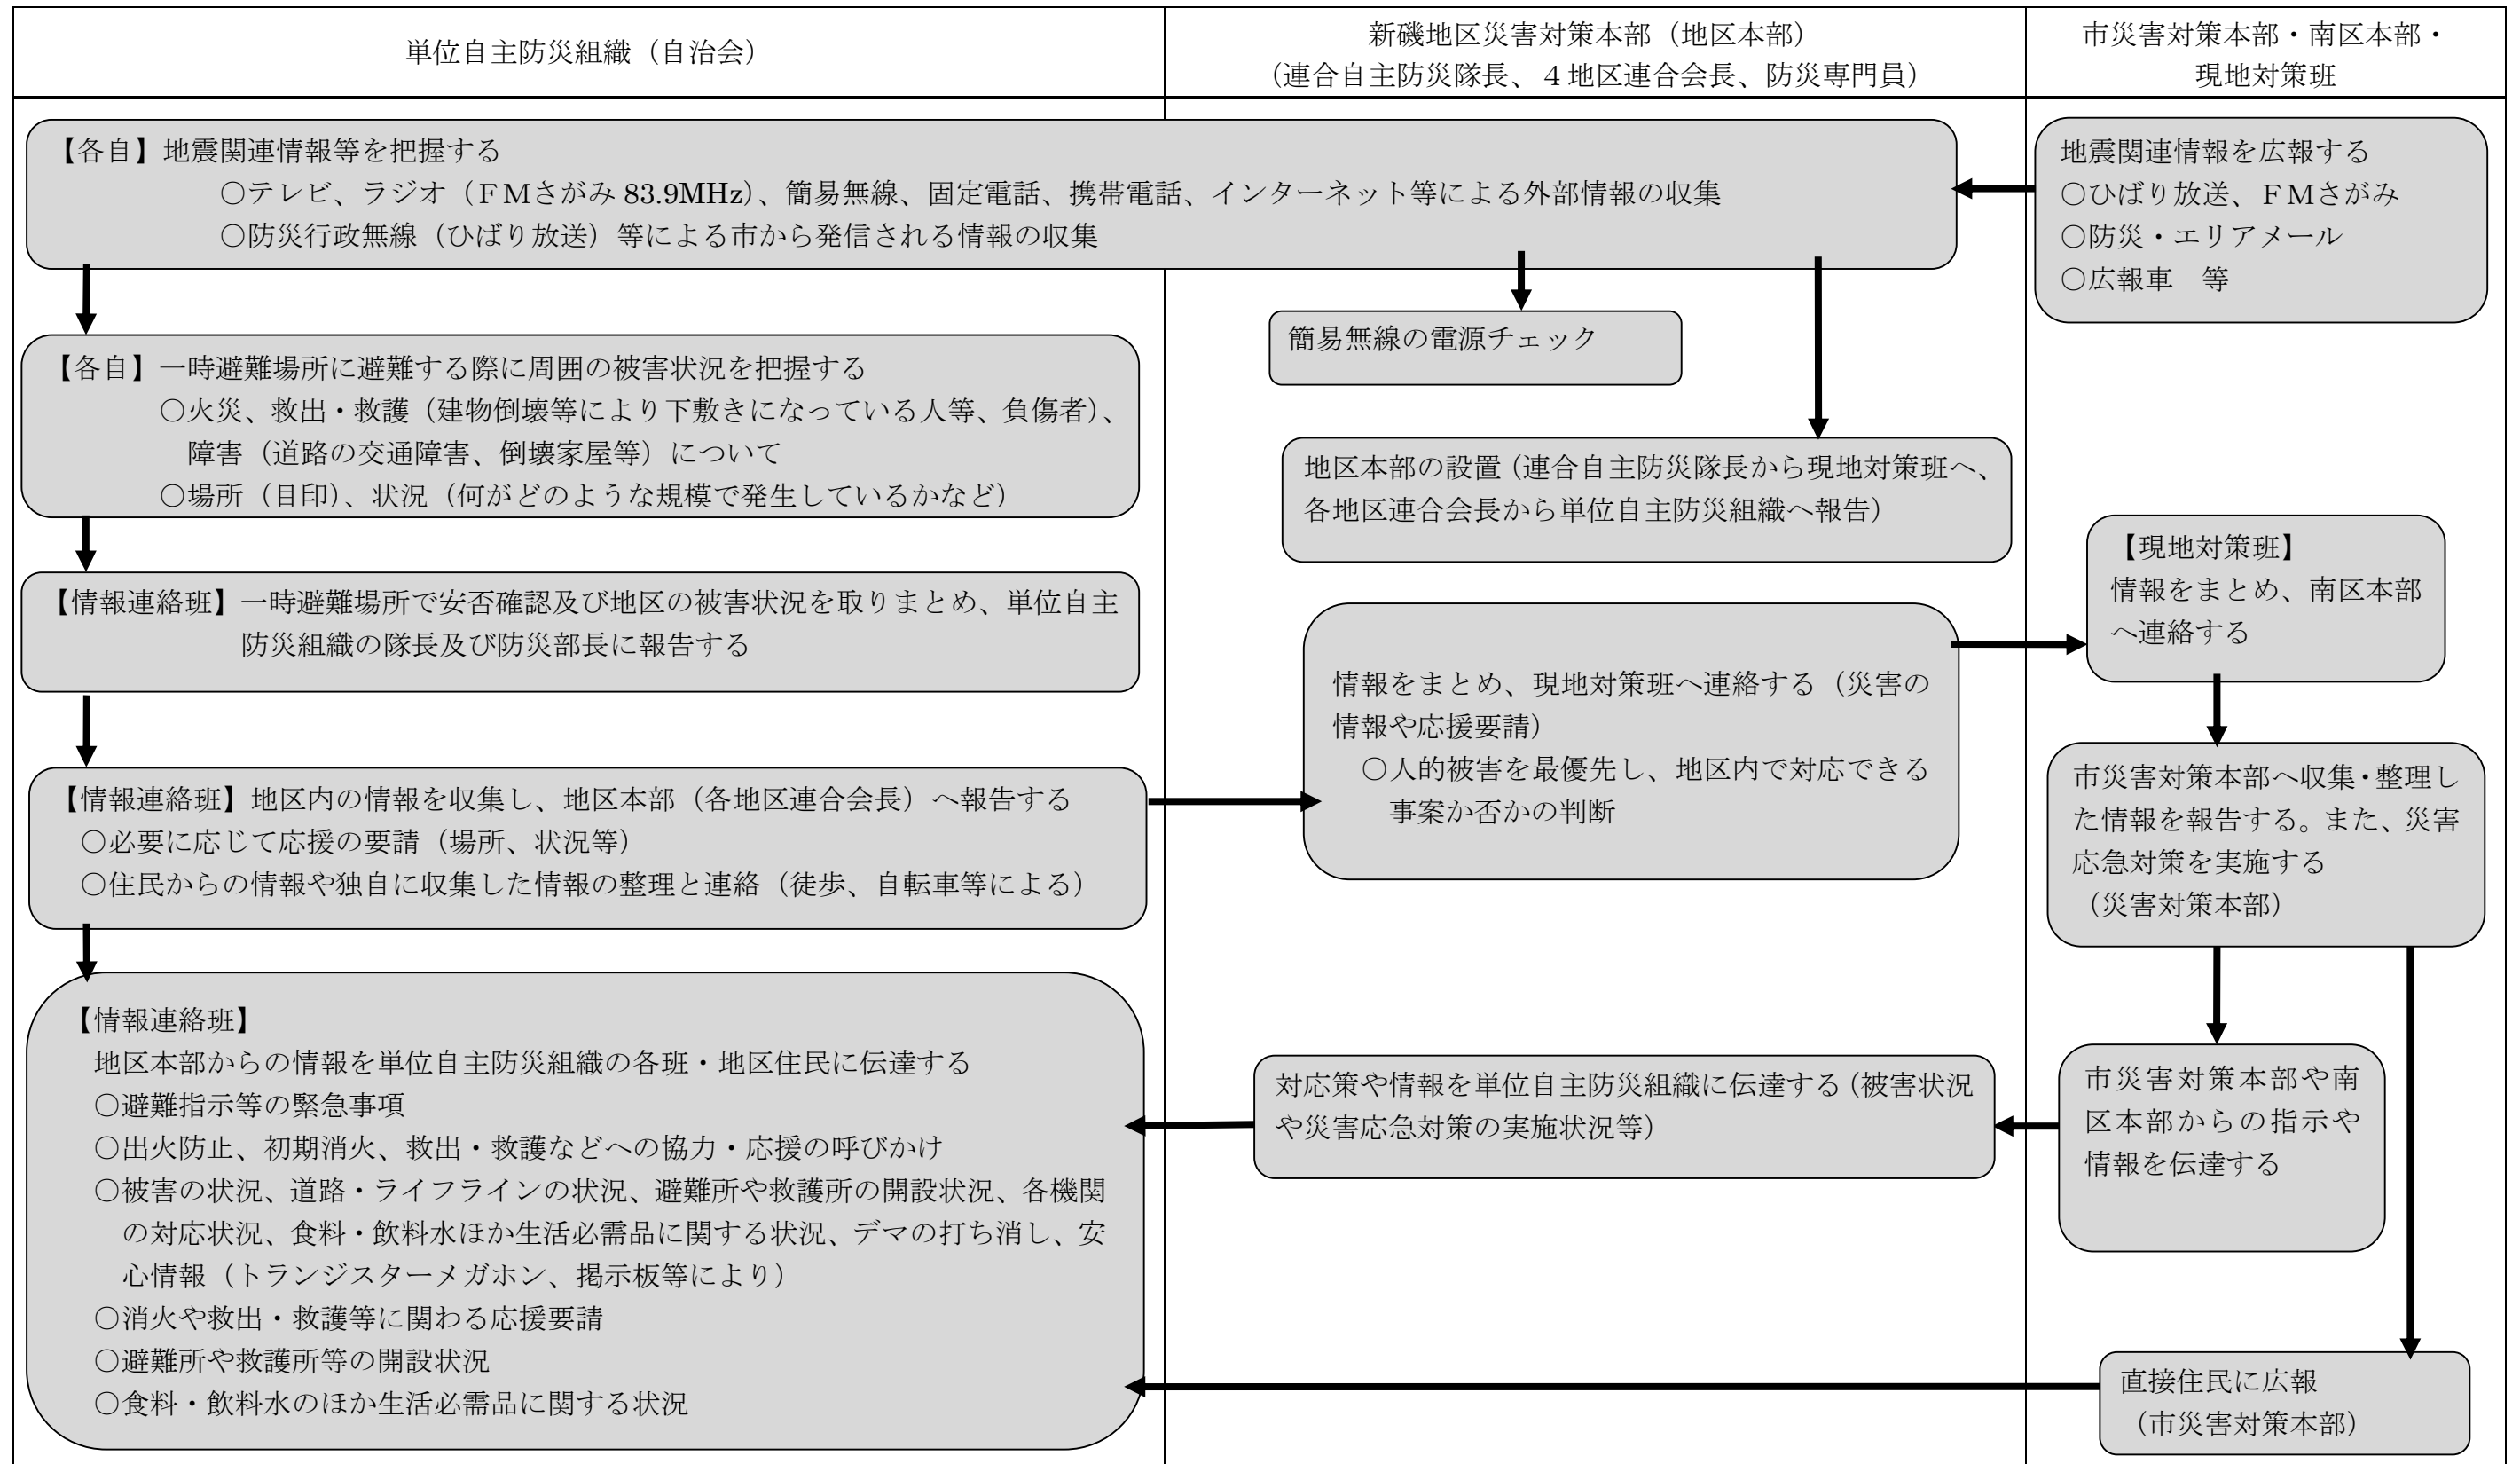 単位自主防災組織（自治会）
新磯地区災害対策本部（地区本部）
（連合自主防災隊長、４地区連合会長、防災専門員）
市災害対策本部・南区本部・
現地対策班
【各自】地震関連情報等を把握する
○テレビ、ラジオ（ＦＭさがみ 83.9MHz）、簡易無線、固定電話、携帯電話、インターネット等による外部情報の収集
○防災行政無線（ひばり放送）等による市から発信される情報の収集
地震関連情報を広報する
○ひばり放送、ＦＭさがみ
○防災・エリアメール
○広報車　等
簡易無線の電源チェック
【各自】一時避難場所に避難する際に周囲の被害状況を把握する
○火災、救出・救護（建物倒壊等により下敷きになっている人等、負傷者）、
障害（道路の交通障害、倒壊家屋等）について
○場所（目印）、状況（何がどのような規模で発生しているかなど）
地区本部の設置（連合自主防災隊長から現地対策班へ、
各地区連合会長から単位自主防災組織へ報告）
【情報連絡班】一時避難場所で安否確認及び地区の被害状況を取りまとめ、単位自主
防災組織の隊長及び防災部長に報告する
【現地対策班】
情報をまとめ、南区本部
へ連絡する
情報をまとめ、現地対策班へ連絡する（災害の
情報や応援要請）
○人的被害を最優先し、地区内で対応できる
事案か否かの判断
【情報連絡班】地区内の情報を収集し、地区本部（各地区連合会長）へ報告する
○必要に応じて応援の要請（場所、状況等）
○住民からの情報や独自に収集した情報の整理と連絡（徒歩、自転車等による）
市災害対策本部へ収集・整理し
た情報を報告する。また、災害
応急対策を実施する
（災害対策本部）
【情報連絡班】
地区本部からの情報を単位自主防災組織の各班・地区住民に伝達する
○避難指示等の緊急事項
○出火防止、初期消火、救出・救護などへの協力・応援の呼びかけ
○被害の状況、道路・ライフラインの状況、避難所や救護所の開設状況、各機関
の対応状況、食料・飲料水ほか生活必需品に関する状況、デマの打ち消し、安
心情報（トランジスターメガホン、掲示板等により）
○消火や救出・救護等に関わる応援要請
○避難所や救護所等の開設状況
○食料・飲料水のほか生活必需品に関する状況
対応策や情報を単位自主防災組織に伝達する（被害状況
や災害応急対策の実施状況等）
市災害対策本部や南
区本部からの指示や
情報を伝達する
直接住民に広報
（市災害対策本部）